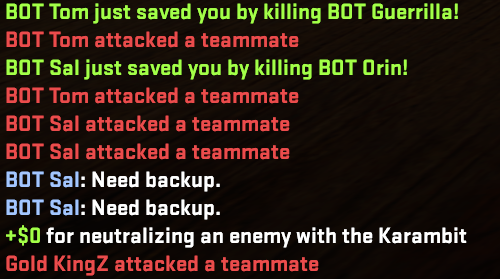 BOT Tom just saved you by killing BOT Guerrilla!
BOT Tom attacked a teammate
BOT Sal just saved you by killing BOT Orin!
BOT Tom attacked a teammate
BOT Sal attacked a teammate
BOT Sal attacked a teammate
BOT Sal: Need backup.
BOT Sal: Need backup.
+$0 for neutralizing an enemy with the Karambit
Gold KingZ attacked a teammate